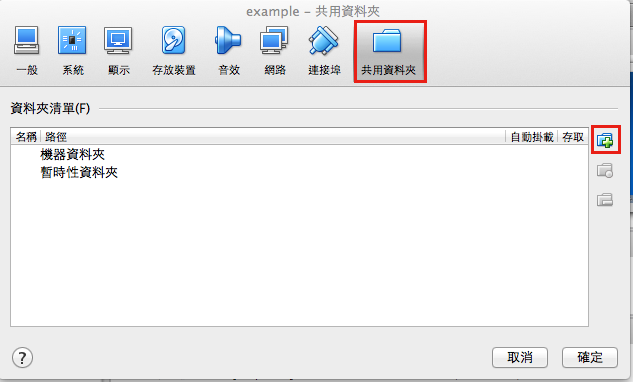 example – 共用資料夾
一般 系統 顯示 存放裝置 音效 網路 連接埠 共用資料夾
資料夾清單(F)
名稱 路徑 自動掛載 存取
機器資料夾
暫時性資料夾
? 取消 確定